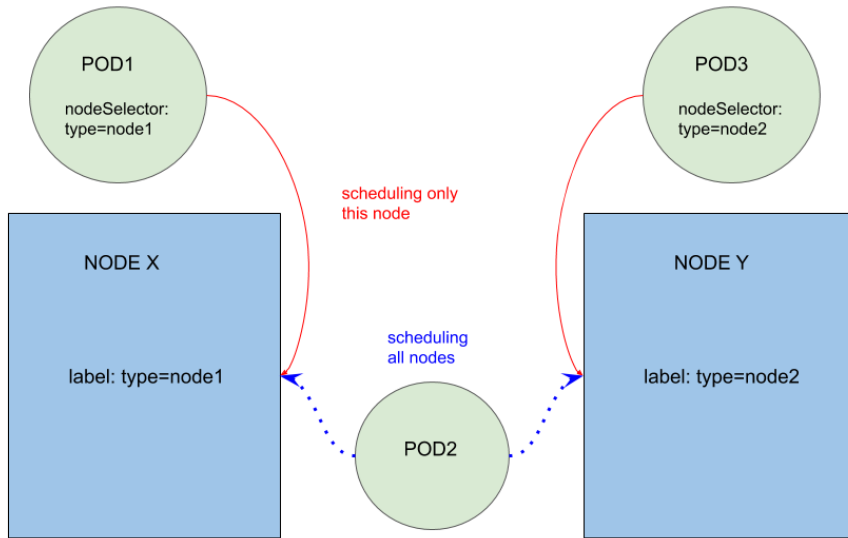 POD1
nodeSelector:
type=node1
POD3
nodeSelector:
type=node2
scheduling only
this node
NODE X
NODE Y
scheduling
all nodes
label: type=node1
label: type=node2
POD2